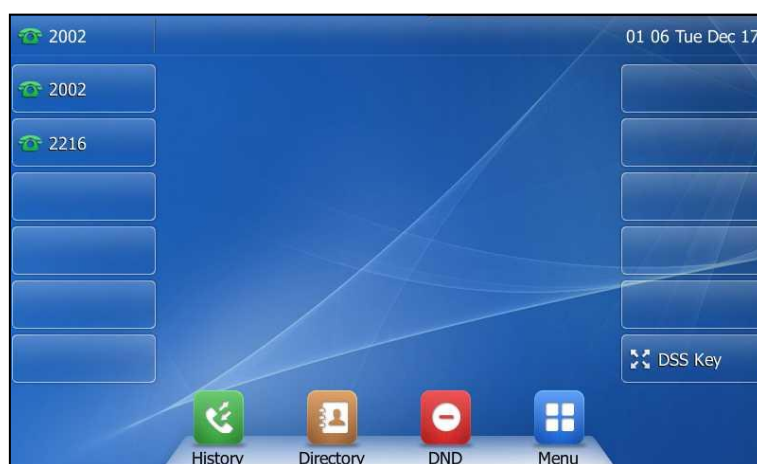 2002
01 06 Tue Dec 17
2002
2216
DSS Key
History
Directory
DND
Menu